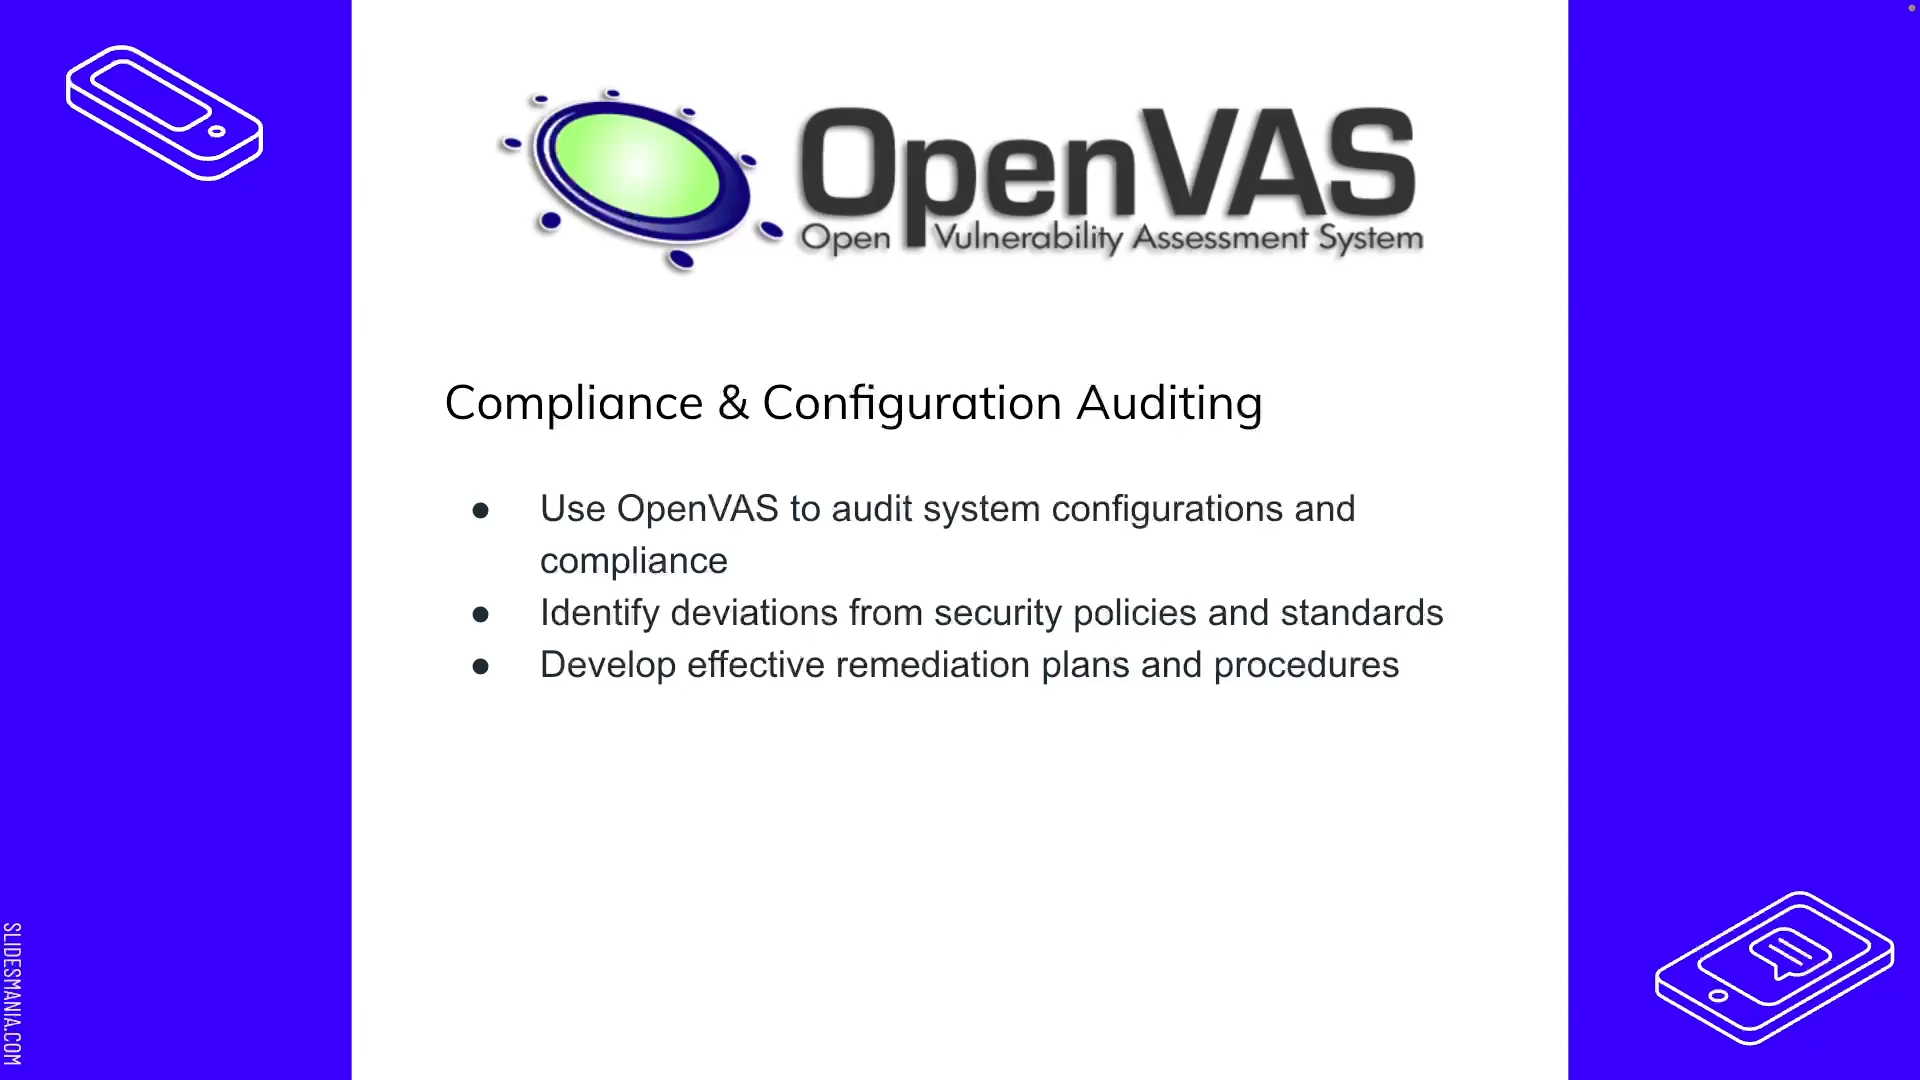 OpenVAS
Open Vulnerability Assessment System
Compliance & Configuration Auditing
● Use OpenVAS to audit system configurations and
compliance
● Identify deviations from security policies and standards
● Develop effective remediation plans and procedures
SLIDESMANIA.COM